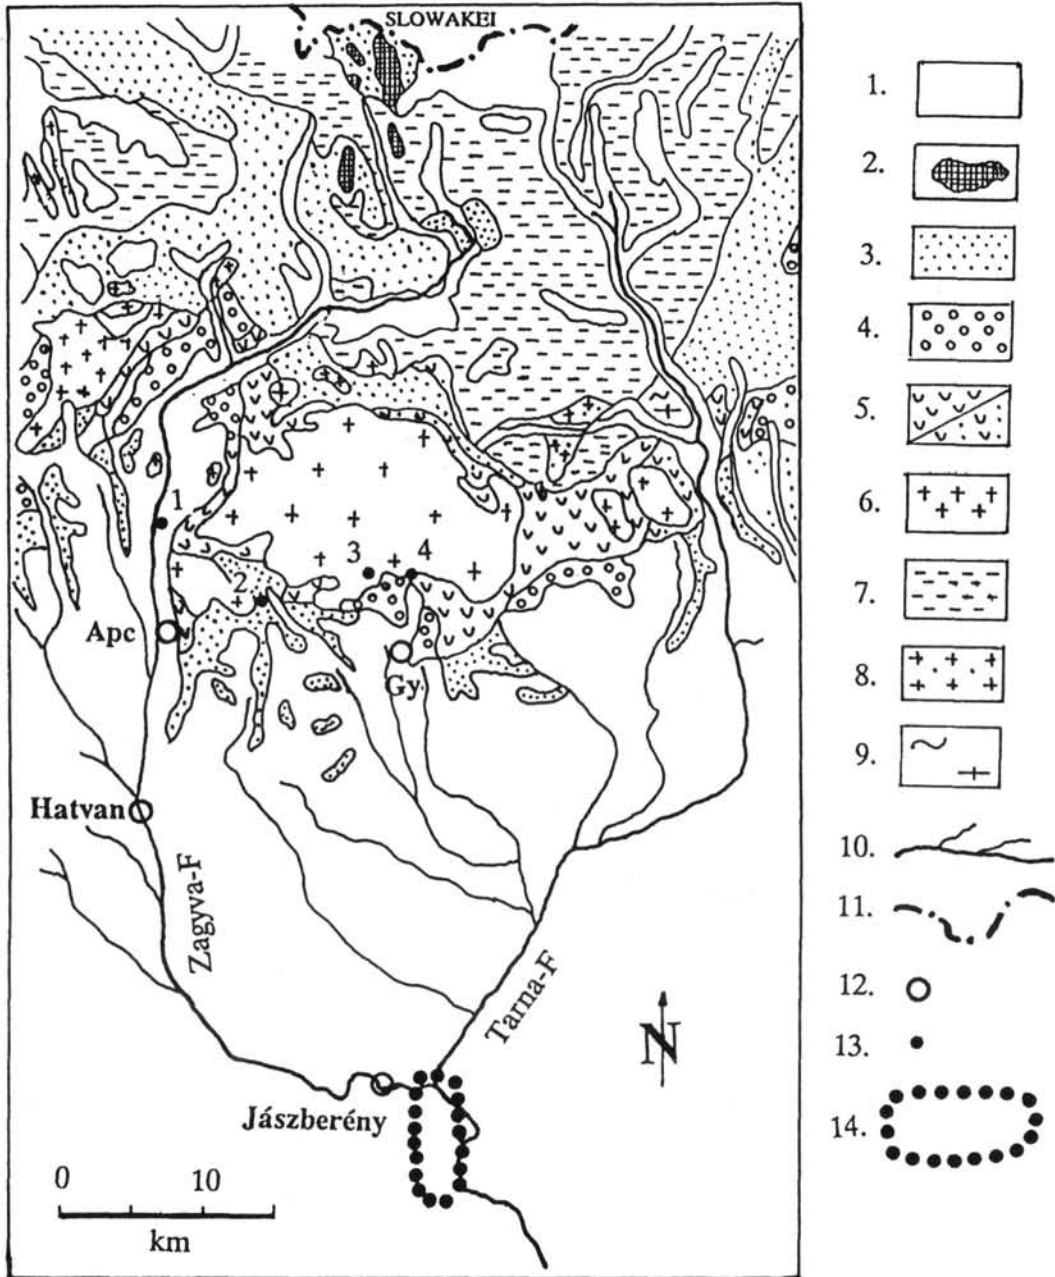 SLOWAKEI
1
2
3
4
Apc
Gy
Hatvan
Zagyva-F
Tarna-F
N
Jászberény
0 10
km
1.
2.
3.
4.
5.
6.
7.
8.
9.
10.
11.
12.
13.
14.